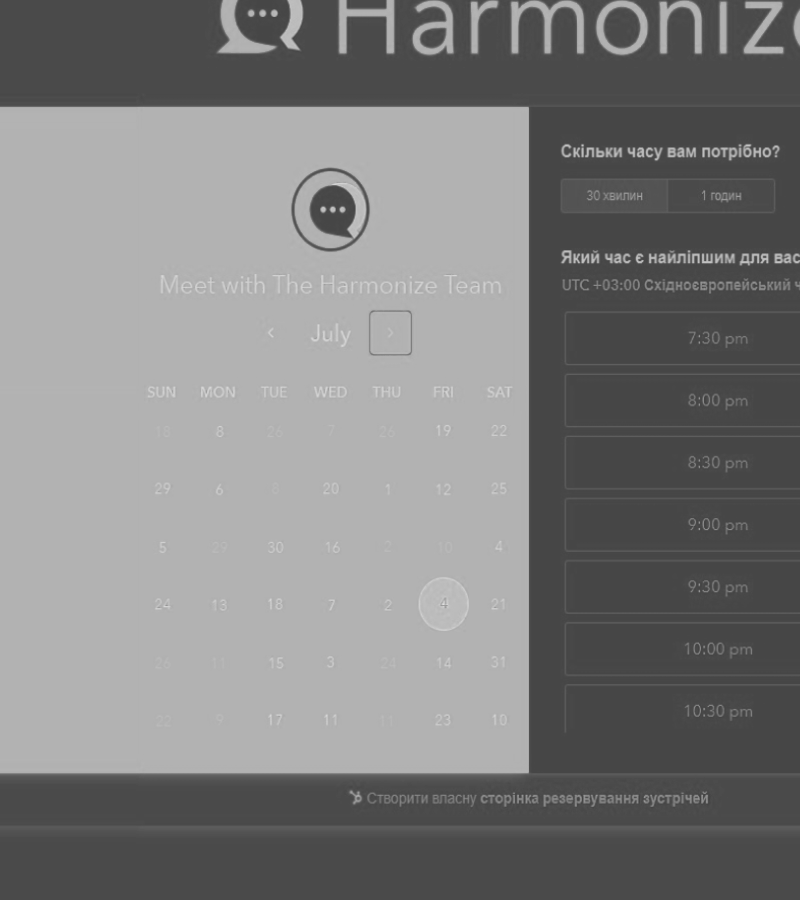 Harmonize
Meet with The Harmonize Team
July
SUN MON TUE WED THU FRI SAT
18 8 26 7 26 19 22
29 6 8 20 1 12 25
5 29 30 16 2 10 4
24 13 18 7 2 4 21
26 11 15 3 24 14 31
22 9 17 11 11 23 10
Скільки часу вам потрібно?
30 хвилин 1 годин
Який час є найліпшим для вас
UTC +03:00 Східноєвропейський ч
7:30 pm
8:00 pm
8:30 pm
9:00 pm
9:30 pm
10:00 pm
10:30 pm
Створити власну сторінка резервування зустрічей